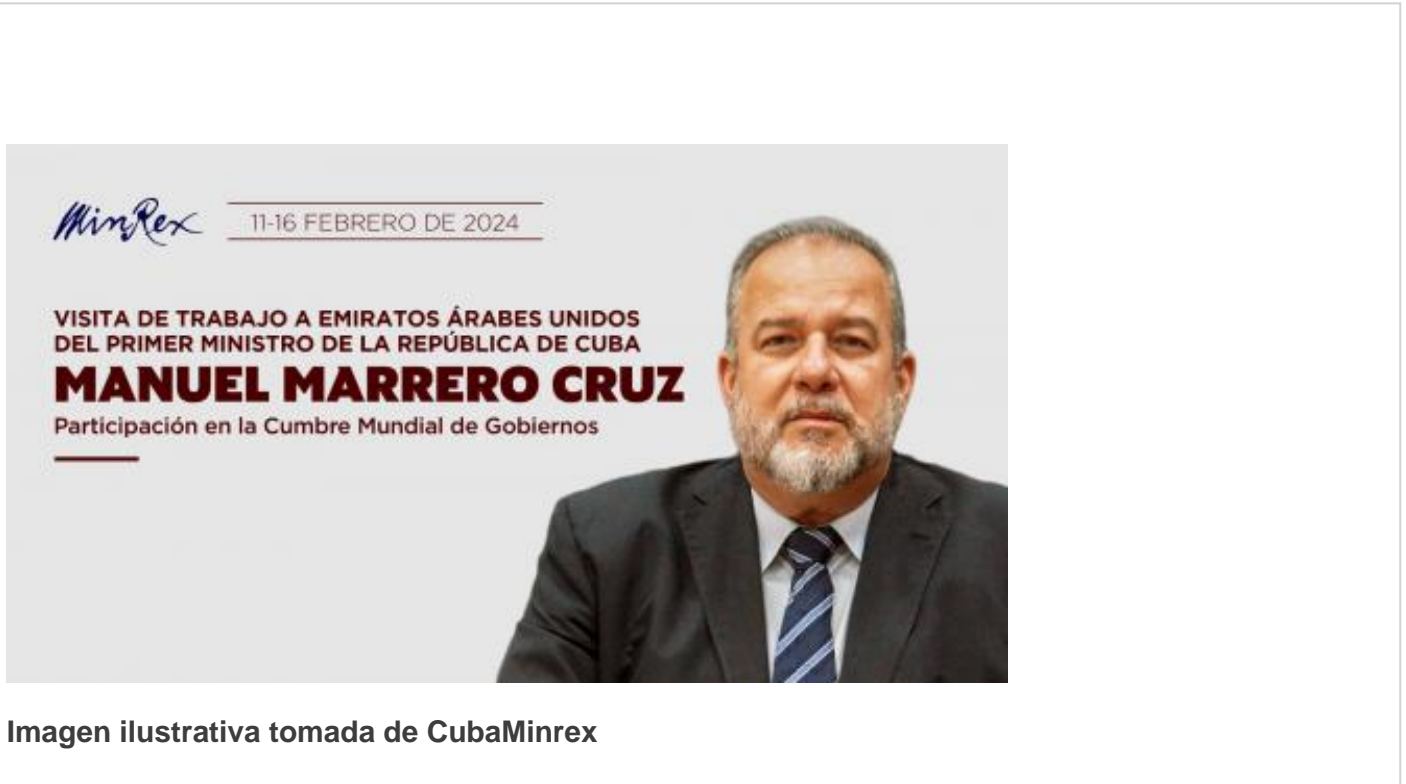 MinRex
11-16 FEBRERO DE 2024
VISITA DE TRABAJO A EMIRATOS ÁRABES UNIDOS
DEL PRIMER MINISTRO DE LA REPÚBLICA DE CUBA
MANUEL MARRERO CRUZ
Participación en la Cumbre Mundial de Gobiernos
Imagen ilustrativa tomada de CubaMinrex